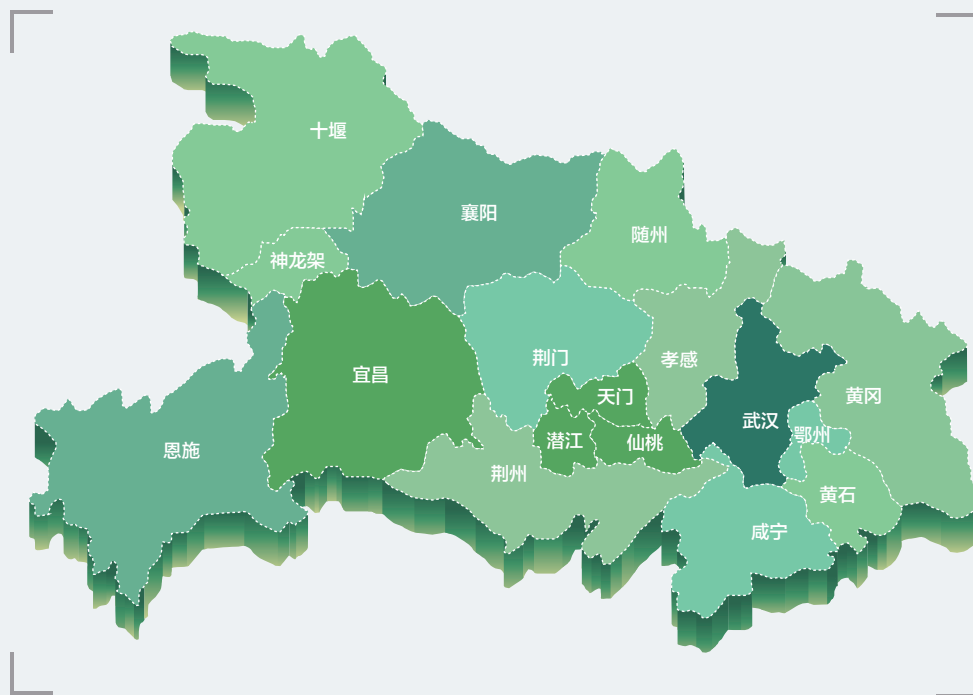 十堰
襄阳
随州
神龙架
荆门
孝感
宜昌
天门
黄冈
武汉
鄂州
恩施
潜江
仙桃
荆州
黄石
咸宁